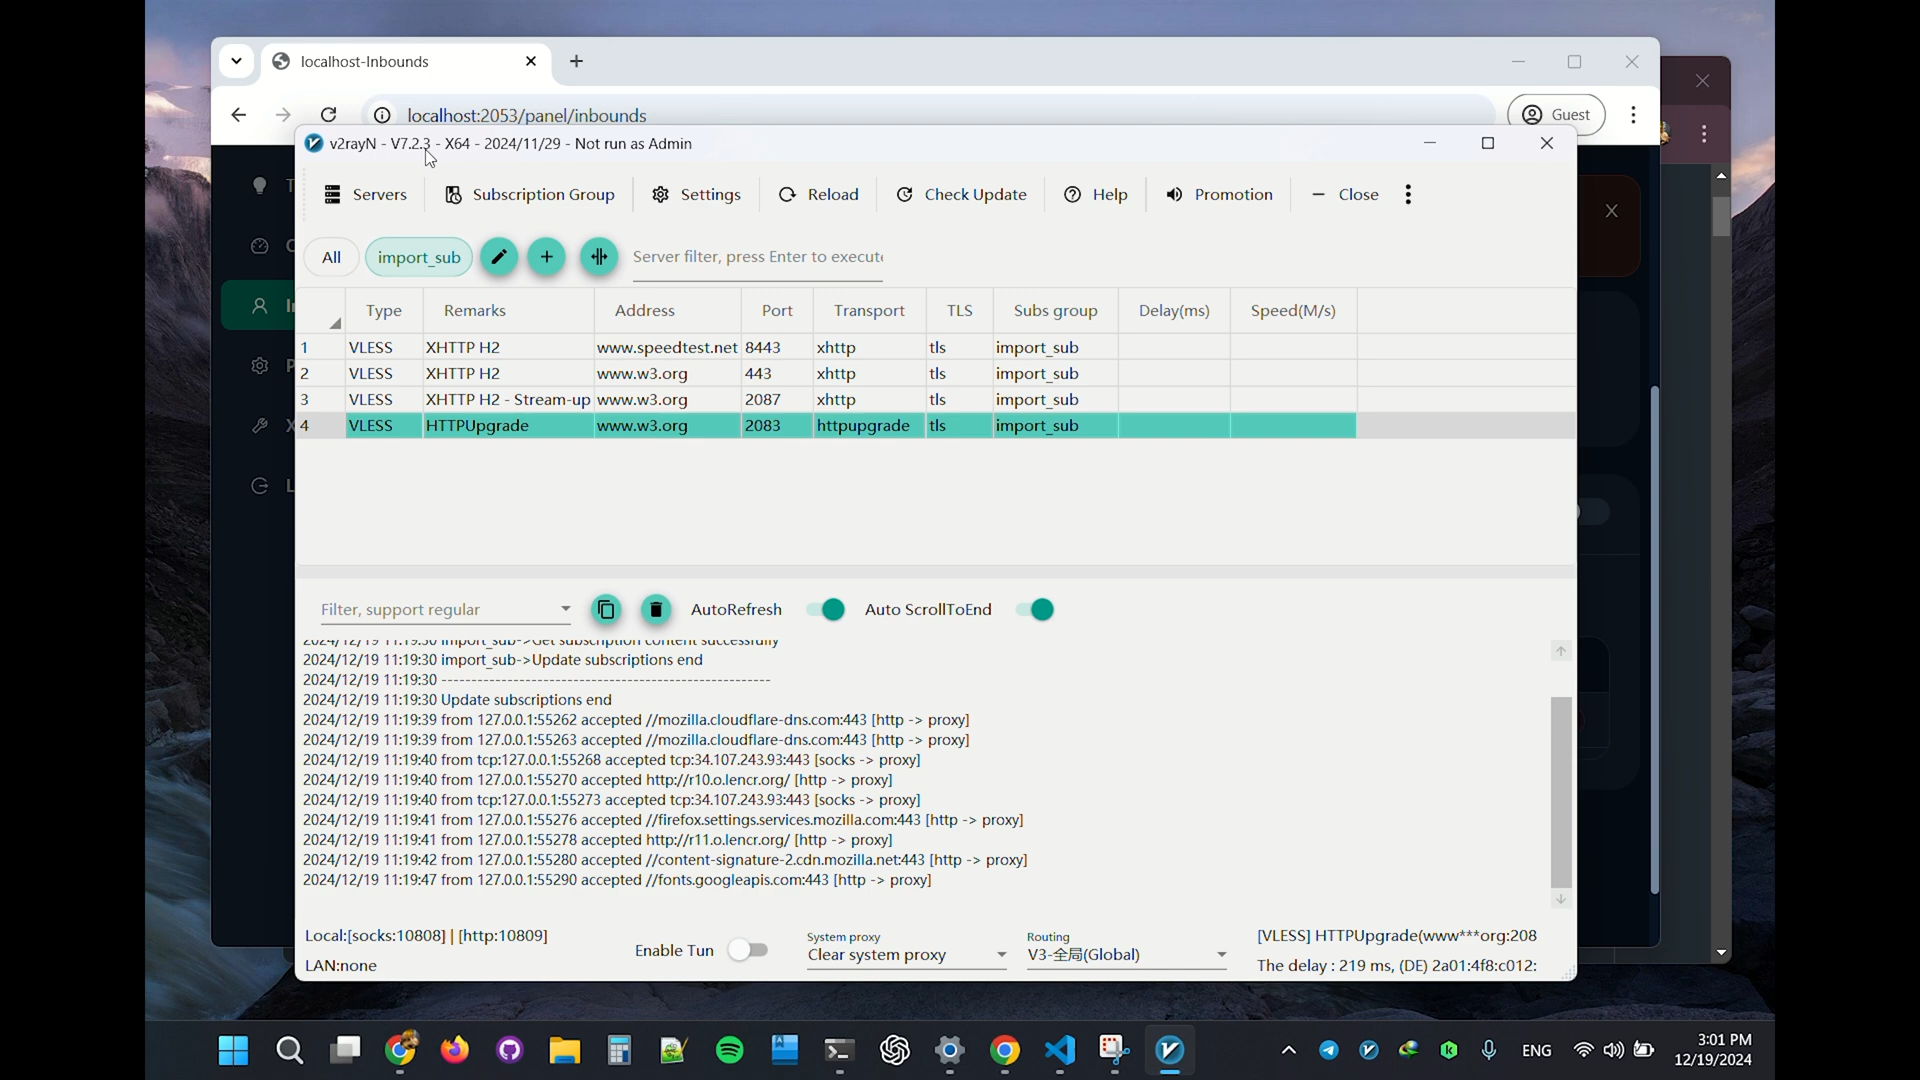 localhost-Inbounds
localhost:2053/panel/inbounds
Guest
v2rayN - V7.2.3 - X64 - 2024/11/29 - Not run as Admin
Servers
Subscription Group
Settings
Reload
Check Update
Help
Promotion
Close
All
import_sub
Server filter, press Enter to execute
Type Remarks Address Port Transport TLS Subs group Delay(ms) Speed(M/s)
1 VLESS XHTTP H2 www.speedtest.net 8443 xhttp tls import_sub
2 VLESS XHTTP H2 www.w3.org 443 xhttp tls import_sub
3 VLESS XHTTP H2 - Stream-up www.w3.org 2087 xhttp tls import_sub
4 VLESS HTTPUpgrade www.w3.org 2083 httpupgrade tls import_sub
Filter, support regular
AutoRefresh
Auto ScrollToEnd
2024/12/19 11:19:30 import_sub->Get subscription content successfully
2024/12/19 11:19:30 import_sub->Update subscriptions end
2024/12/19 11:19:30 -------------------------------------------------------
2024/12/19 11:19:30 Update subscriptions end
2024/12/19 11:19:39 from 127.0.0.1:55262 accepted //mozilla.cloudflare-dns.com:443 [http -> proxy]
2024/12/19 11:19:39 from 127.0.0.1:55263 accepted //mozilla.cloudflare-dns.com:443 [http -> proxy]
2024/12/19 11:19:40 from tcp:127.0.0.1:55268 accepted tcp:34.107.243.93:443 [socks -> proxy]
2024/12/19 11:19:40 from 127.0.0.1:55270 accepted http://r10.o.lencr.org/ [http -> proxy]
2024/12/19 11:19:40 from tcp:127.0.0.1:55273 accepted tcp:34.107.243.93:443 [socks -> proxy]
2024/12/19 11:19:41 from 127.0.0.1:55276 accepted //firefox.settings.services.mozilla.com:443 [http -> proxy]
2024/12/19 11:19:41 from 127.0.0.1:55278 accepted http://r11.o.lencr.org/ [http -> proxy]
2024/12/19 11:19:42 from 127.0.0.1:55280 accepted //content-signature-2.cdn.mozilla.net:443 [http -> proxy]
2024/12/19 11:19:47 from 127.0.0.1:55290 accepted //fonts.googleapis.com:443 [http -> proxy]
Local:[socks:10808] | [http:10809]
LAN:none
Enable Tun
System proxy
Clear system proxy
Routing
V3-全局(Global)
[VLESS] HTTPUpgrade(www***org:208
The delay : 219 ms, (DE) 2a01:4f8:c012:
ENG
3:01 PM
12/19/2024